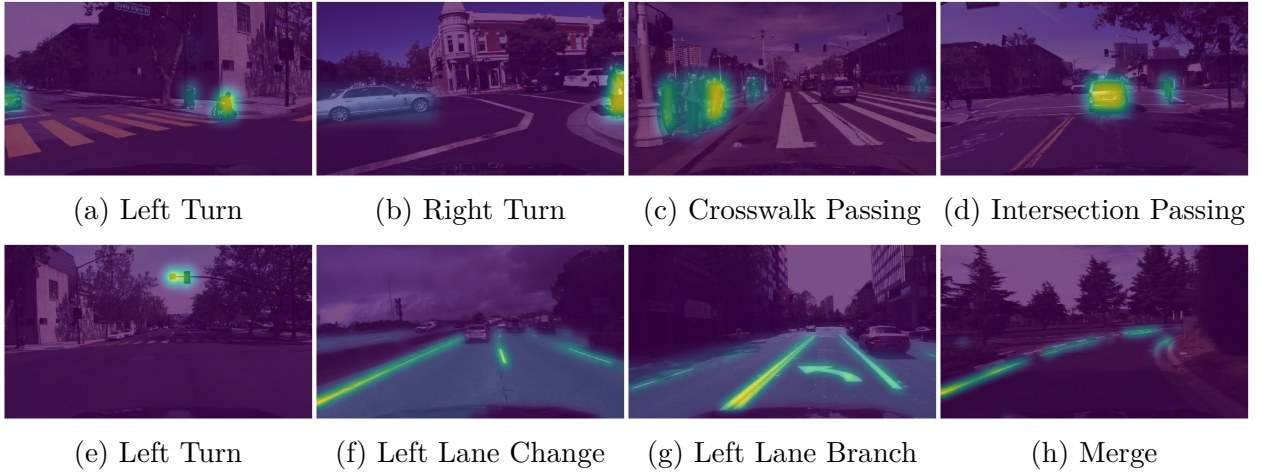 (a) Left Turn
(b) Right Turn
(c) Crosswalk Passing
(d) Intersection Passing
(e) Left Turn
(f) Left Lane Change
(g) Left Lane Branch
(h) Merge